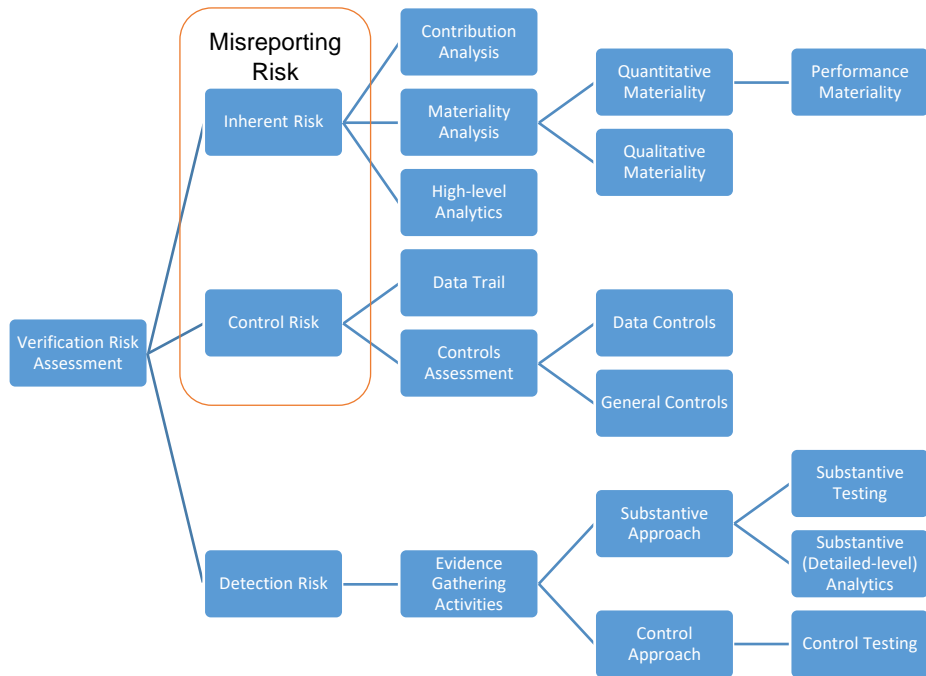 Misreporting
Risk
Contribution
Analysis
Quantitative
Materiality
Performance
Materiality
Inherent Risk
Materiality
Analysis
Qualitative
Materiality
High-level
Analytics
Data Trail
Control Risk
Data Controls
Verification Risk
Assessment
Controls
Assessment
General Controls
Substantive
Testing
Substantive
Approach
Substantive
(Detailed-level)
Analytics
Detection Risk
Evidence
Gathering
Activities
Control
Approach
Control Testing